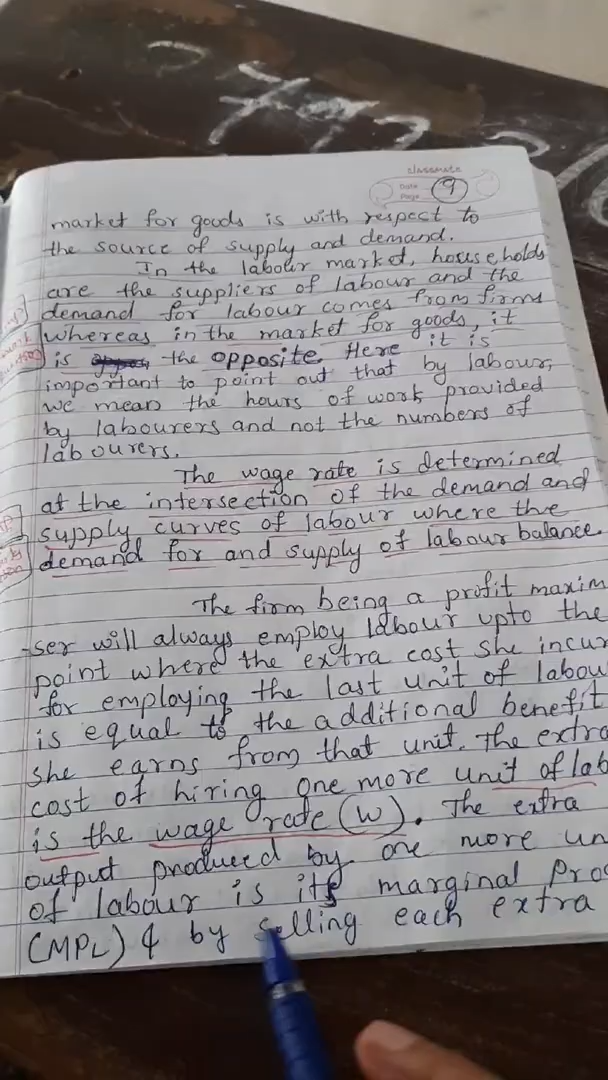 classmate
Date
Page
9
market for goods is with respect to
the source of supply and demand.
In the labour market, households
are the suppliers of labour and the
demand for labour comes from firms
whereas in the market for goods, it
is the opposite. Here it is
important to point out that by labour,
we mean the hours of work provided
by labourers and not the numbers of
labourers.
The wage rate is determined
at the intersection of the demand and
supply curves of labour where the
demand for and supply of labour balance.
The firm being a profit maxim
-ser will always employ labour upto the
point where the extra cost she incur
for employing the last unit of labou
is equal to the additional benefit
she earns from that unit. The extra
cost of hiring one more unit of lab
is the wage rate (W). The extra
output produced by one more un
of labour is its marginal Pro
(MPL) & by selling each extra